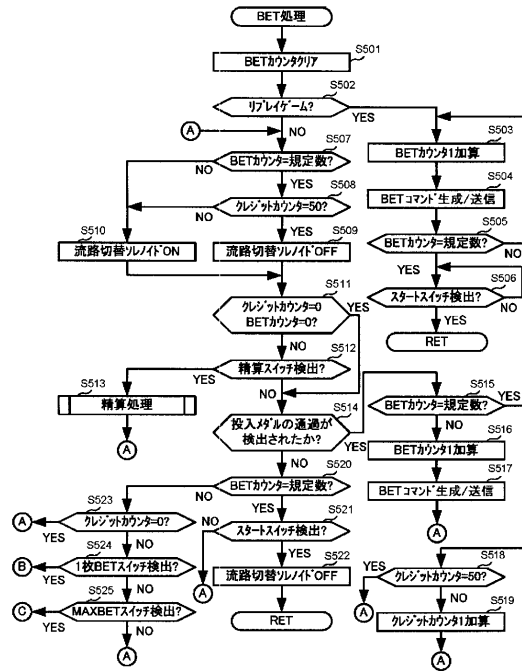 BET処理
S501
BETカウンタクリア
S502
リプレイゲーム?
YES
NO
A
S503
BETカウンタ1加算
S504
BETコマンド生成/送信
S505
BETカウンタ=規定数?
NO
YES
S506
スタートスイッチ検出?
NO
YES
RET
S507
BETカウンタ=規定数?
NO
YES
S508
クレジットカウンタ=50?
NO
YES
S510
流路切替ソレノイドON
S509
流路切替ソレノイドOFF
S511
クレジットカウンタ=0
BETカウンタ=0?
YES
NO
S512
精算スイッチ検出?
YES
NO
S513
精算処理
A
S514
投入メダルの通過が
検出されたか?
YES
NO
S515
BETカウンタ=規定数?
YES
NO
S516
BETカウンタ1加算
S517
BETコマンド生成/送信
A
S518
クレジットカウンタ=50?
YES
NO
A
S519
クレジットカウンタ1加算
A
S520
BETカウンタ=規定数?
NO
YES
S521
スタートスイッチ検出?
NO
YES
A
S522
流路切替ソレノイドOFF
RET
S523
クレジットカウンタ=0?
A
YES
NO
S524
1枚BETスイッチ検出?
B
YES
NO
S525
MAXBETスイッチ検出?
C
YES
NO
A